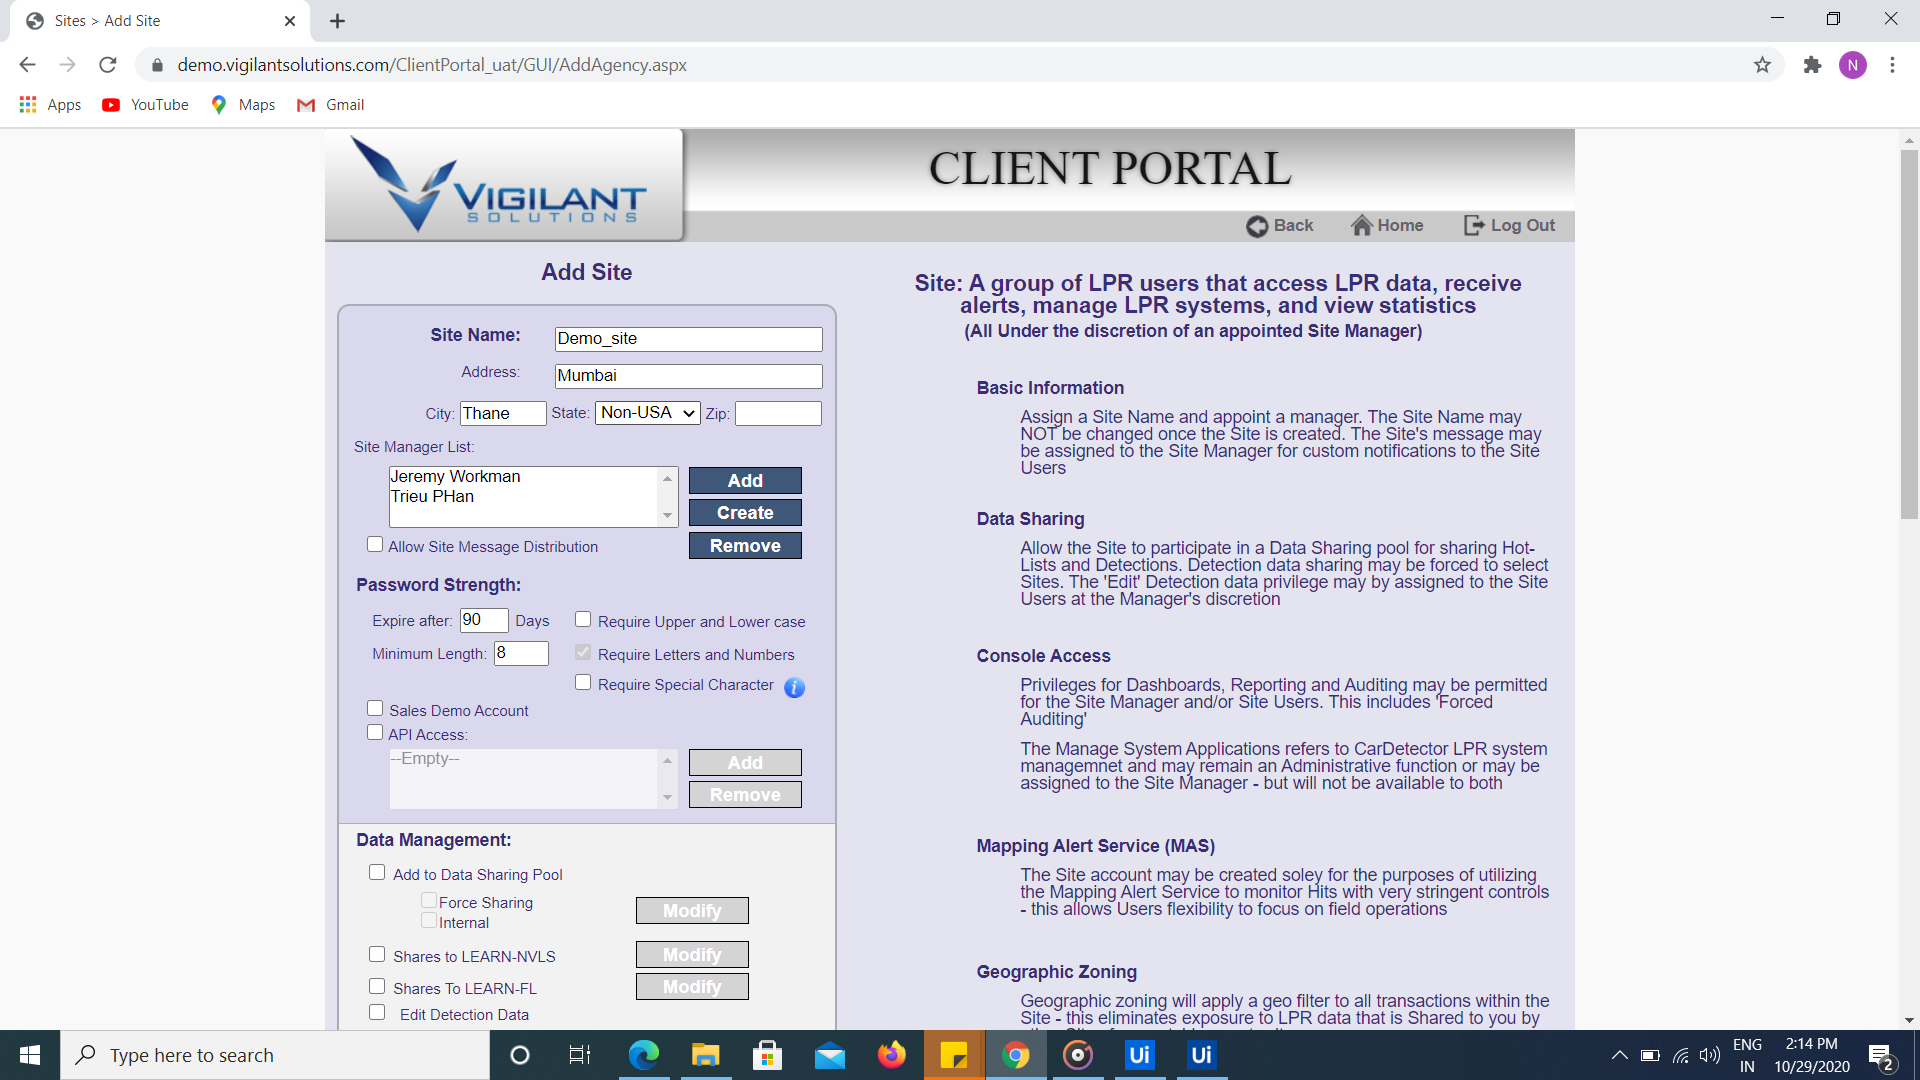 Sites > Add Site
demo.vigilantsolutions.com/ClientPortal_uat/GUI/AddAgency.aspx
N
Apps YouTube Maps Gmail
VIGILANT
SOLUTIONS
CLIENT PORTAL
Back Home Log Out
Add Site
Site Name: Demo_site
Address: Mumbai
City: Thane State: Non-USA Zip:
Site Manager List:
Jeremy Workman
Trieu PHan
Add
Create
Remove
Allow Site Message Distribution
Password Strength:
Expire after: 90 Days
Require Upper and Lower case
Minimum Length: 8
Require Letters and Numbers
Require Special Character
Sales Demo Account
API Access:
--Empty--
Add
Remove
Data Management:
Add to Data Sharing Pool
Force Sharing
Internal
Modify
Shares to LEARN-NVLS
Modify
Shares To LEARN-FL
Modify
Edit Detection Data
Site: A group of LPR users that access LPR data, receive
alerts, manage LPR systems, and view statistics
(All Under the discretion of an appointed Site Manager)
Basic Information
Assign a Site Name and appoint a manager. The Site Name may
NOT be changed once the Site is created. The Site's message may
be assigned to the Site Manager for custom notifications to the Site
Users
Data Sharing
Allow the Site to participate in a Data Sharing pool for sharing Hot-
Lists and Detections. Detection data sharing may be forced to select
Sites. The 'Edit' Detection data privilege may by assigned to the Site
Users at the Manager's discretion
Console Access
Privileges for Dashboards, Reporting and Auditing may be permitted
for the Site Manager and/or Site Users. This includes 'Forced
Auditing'
The Manage System Applications refers to CarDetector LPR system
managemnet and may remain an Administrative function or may be
assigned to the Site Manager - but will not be available to both
Mapping Alert Service (MAS)
The Site account may be created soley for the purposes of utilizing
the Mapping Alert Service to monitor Hits with very stringent controls
- this allows Users flexibility to focus on field operations
Geographic Zoning
Geographic zoning will apply a geo filter to all transactions within the
Site - this eliminates exposure to LPR data that is Shared to you by
Type here to search
Ui
Ui
ENG
IN
2:14 PM
10/29/2020
2